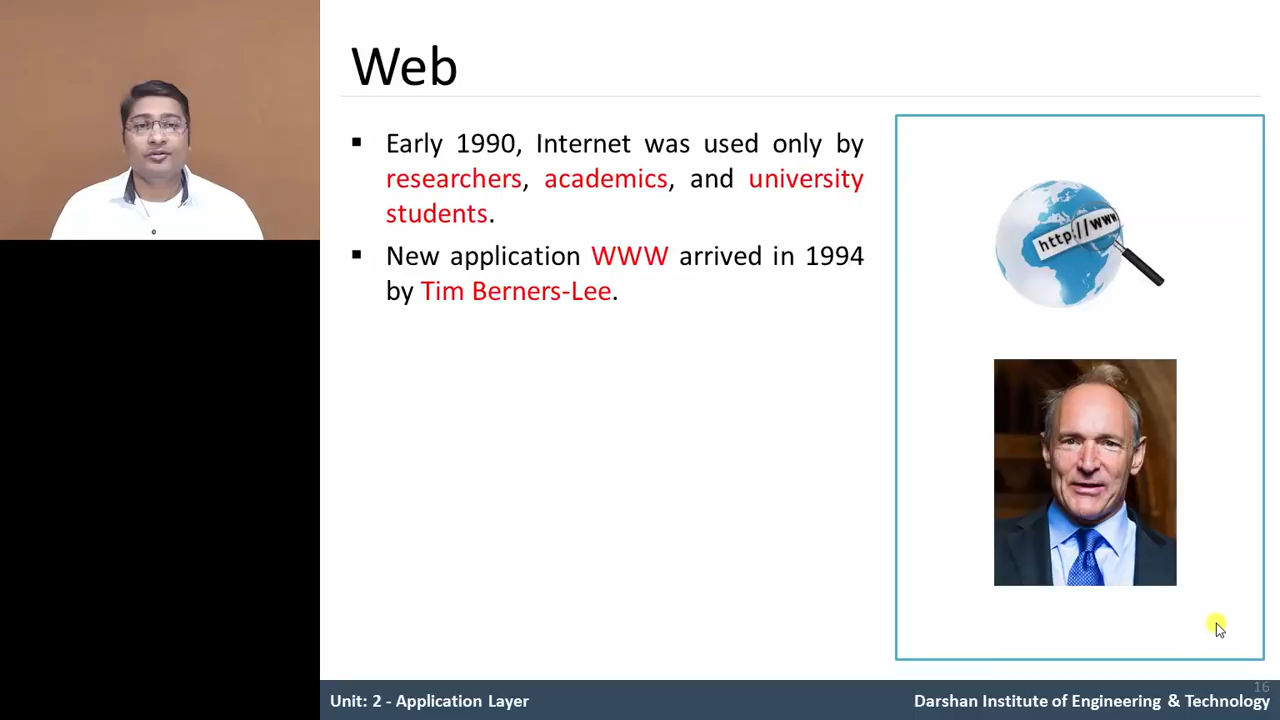 Web
▪ Early 1990, Internet was used only by
researchers, academics, and university
students.
▪ New application WWW arrived in 1994
by Tim Berners-Lee.
http://WWW
16
Unit: 2 - Application Layer
Darshan Institute of Engineering & Technology